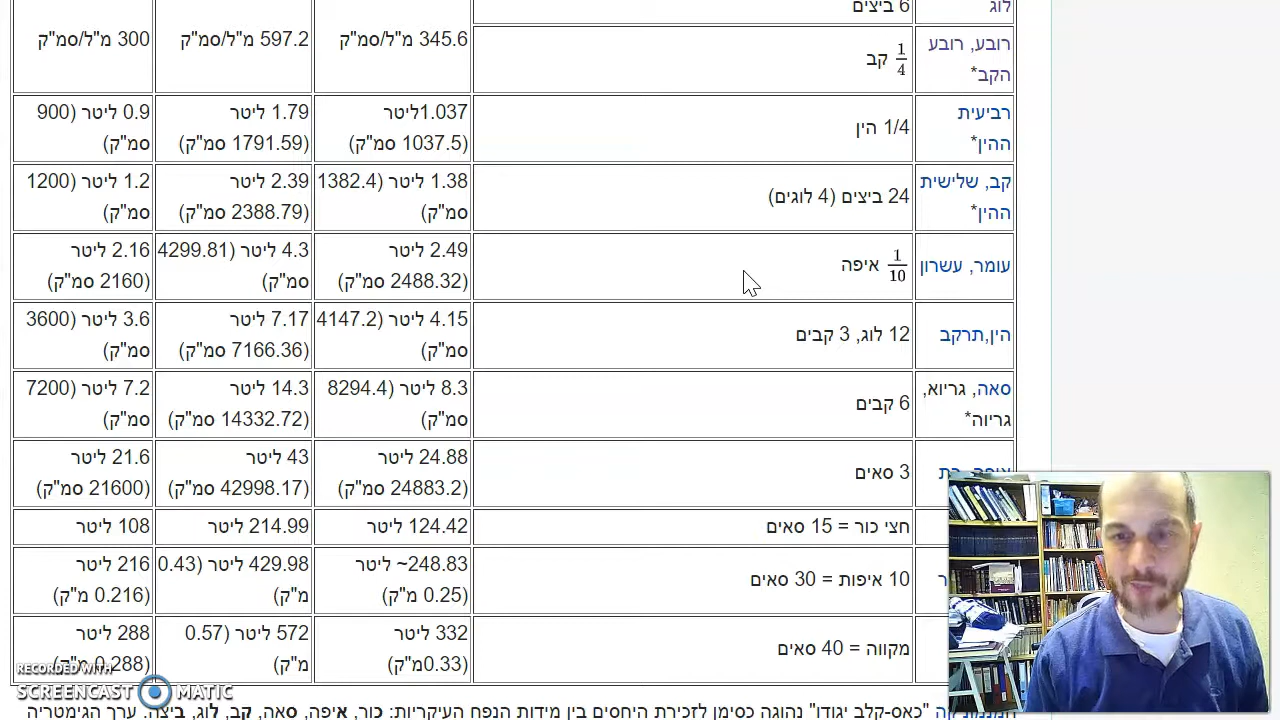 לוג
6 ביצים
רובע, רובע
הקב*
1/4 קב
345.6 מ"ל/סמ"ק
597.2 מ"ל/סמ"ק
300 מ"ל/סמ"ק
רביעית
ההין*
1/4 הין
1.037ליטר
(1037.5 סמ"ק)
1.79 ליטר
(1791.59 סמ"ק)
0.9 ליטר (900
סמ"ק)
קב, שלישית
ההין*
24 ביצים (4 לוגים)
1.38 ליטר (1382.4
סמ"ק)
2.39 ליטר
(2388.79 סמ"ק)
1.2 ליטר (1200
סמ"ק)
עומר, עשרון
1/10 איפה
2.49 ליטר
(2488.32 סמ"ק)
4.3 ליטר (4299.81
סמ"ק)
2.16 ליטר
(2160 סמ"ק)
הין,תרקב
12 לוג, 3 קבים
4.15 ליטר (4147.2
סמ"ק)
7.17 ליטר
(7166.36 סמ"ק)
3.6 ליטר (3600
סמ"ק)
סאה, גריוא,
גריוה*
6 קבים
8.3 ליטר (8294.4
סמ"ק)
14.3 ליטר
(14332.72 סמ"ק)
7.2 ליטר (7200
סמ"ק)
3 סאים
24.88 ליטר
(24883.2 סמ"ק)
43 ליטר
(42998.17 סמ"ק)
21.6 ליטר
(21600 סמ"ק)
חצי כור = 15 סאים
124.42 ליטר
214.99 ליטר
108 ליטר
10 איפות = 30 סאים
248.83~ ליטר
(0.25 מ"ק)
429.98 ליטר (0.43
מ"ק)
216 ליטר
(0.216 מ"ק)
מקווה = 40 סאים
332 ליטר
(0.33מ"ק)
572 ליטר (0.57
מ"ק)
288 ליטר
(0.288 מ"ק)
"כאס-קלב יגודו" נהוגה כסימן לזכירת היחסים בין מידות הנפח העיקריות: כור, איפה, סאה, קב, לוג, ביצה. ערך הגימטריה
RECORDED WITH
SCREENCAST MATIC